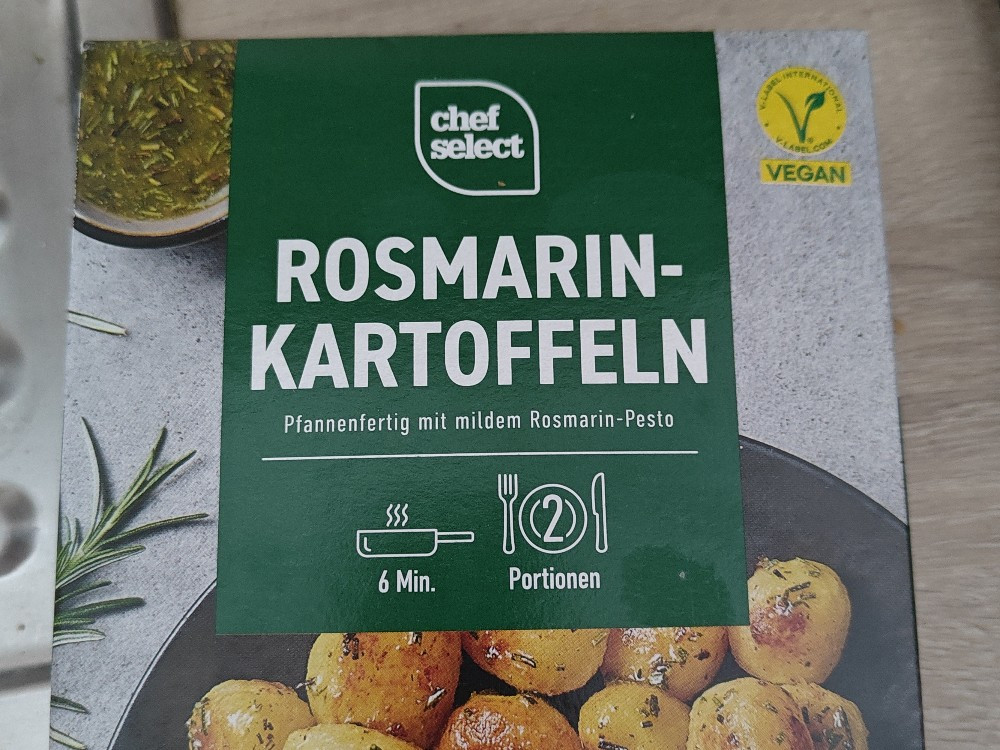 chef
select
V-LABEL INTERNATIONAL
V-LABEL.COM
VEGAN
ROSMARIN-
KARTOFFELN
Pfannenfertig mit mildem Rosmarin-Pesto
2
6 Min.
Portionen